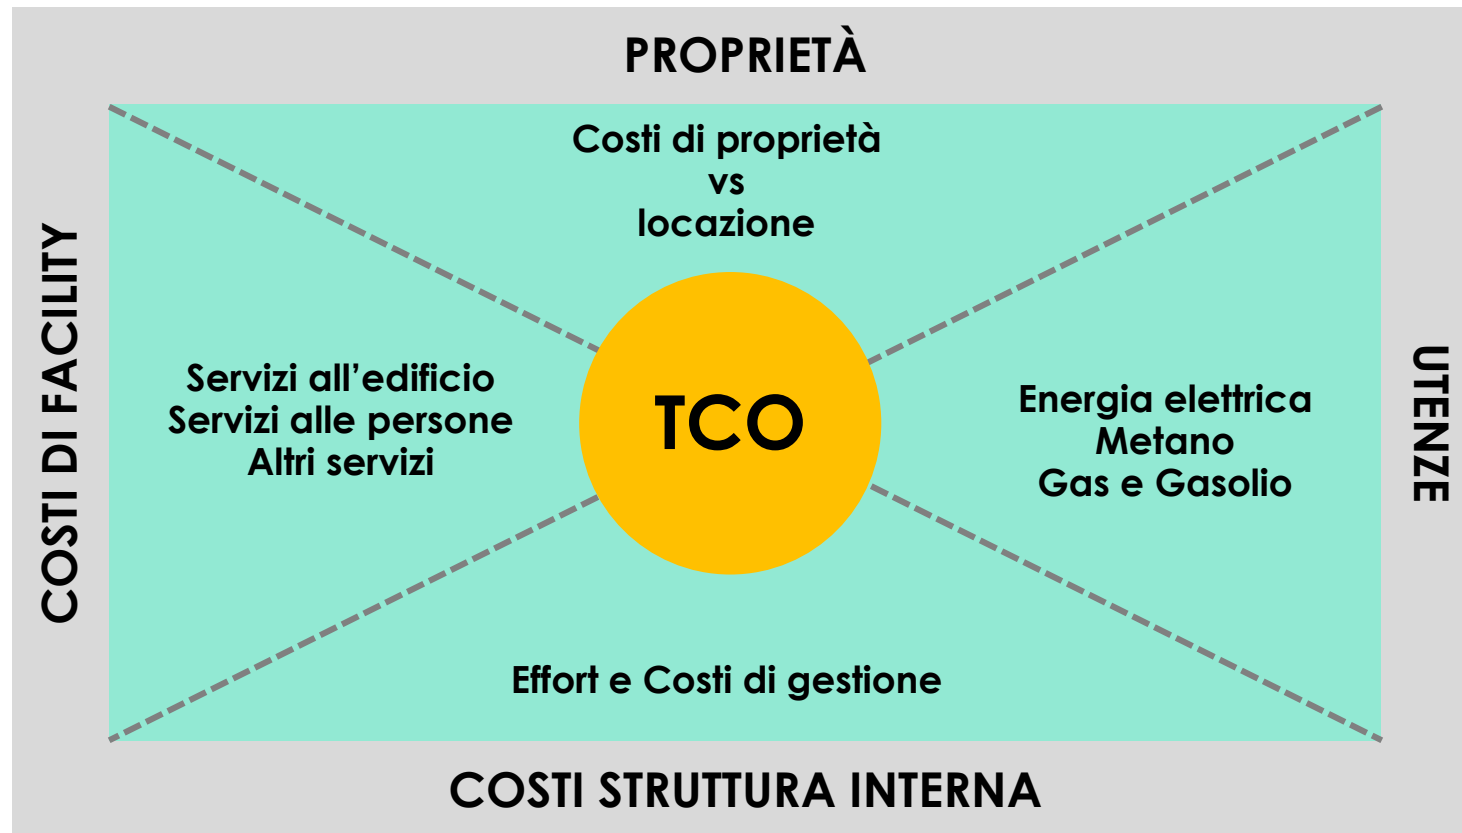 PROPRIETÀ
Costi di proprietà
vs
locazione
COSTI DI FACILITY
Servizi all’edificio
Servizi alle persone
Altri servizi
TCO
Energia elettrica
Metano
Gas e Gasolio
UTENZE
Effort e Costi di gestione
COSTI STRUTTURA INTERNA